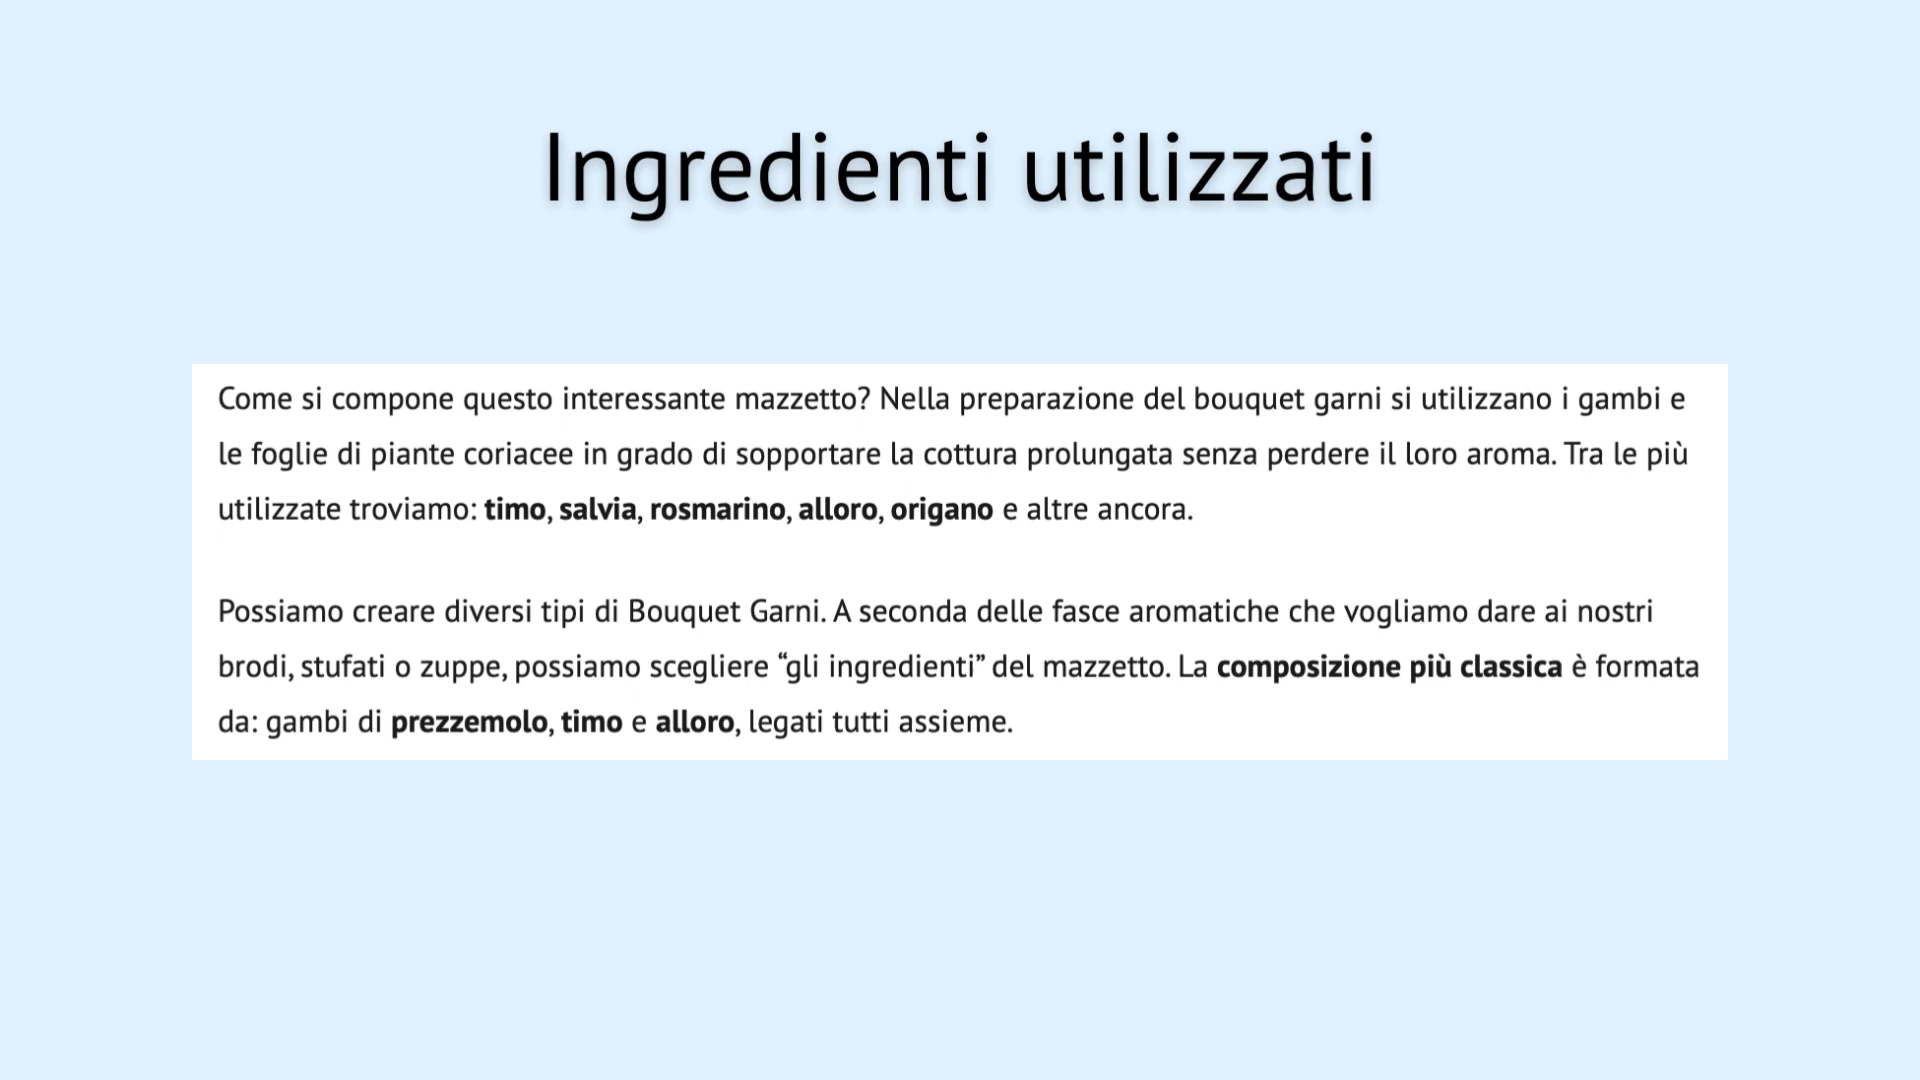 Ingredienti utilizzati
Come si compone questo interessante mazzetto? Nella preparazione del bouquet garni si utilizzano i gambi e
le foglie di piante coriacee in grado di sopportare la cottura prolungata senza perdere il loro aroma. Tra le più
utilizzate troviamo: timo, salvia, rosmarino, alloro, origano e altre ancora.
Possiamo creare diversi tipi di Bouquet Garni. A seconda delle fasce aromatiche che vogliamo dare ai nostri
brodi, stufati o zuppe, possiamo scegliere “gli ingredienti” del mazzetto. La composizione più classica è formata
da: gambi di prezzemolo, timo e alloro, legati tutti assieme.